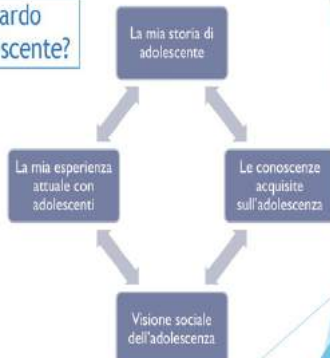 ardo
scente?
La mia storia di
adolescente
La mia esperienza
attuale con
adolescenti
Le conoscenze
acquisite
sull'adolescenza
Visione sociale
dell'adolescenza